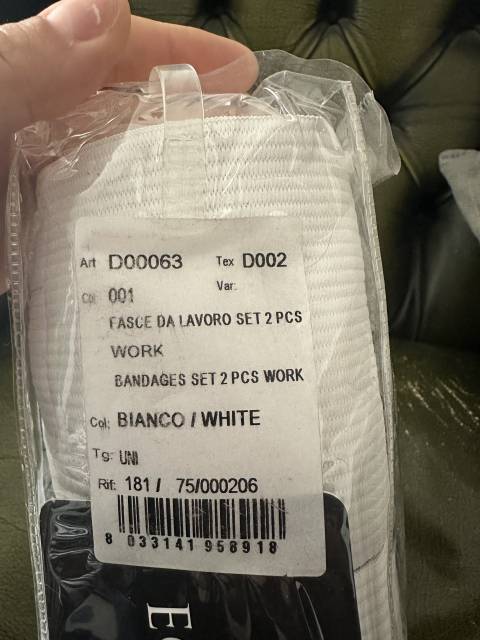 Art D00063 Tex D002
Col: 001 Var:
FASCE DA LAVORO SET 2 PCS
WORK
BANDAGES SET 2 PCS WORK
Col: BIANCO / WHITE
Tg: UNI
Rif: 181 / 75/000206
8 033141 958918